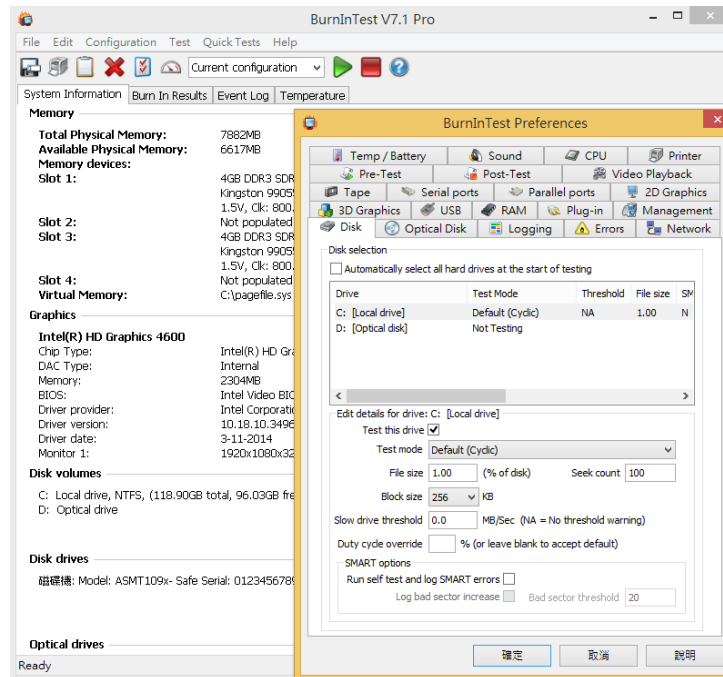 BurnInTest V7.1 Pro
File Edit Configuration Test Quick Tests Help
Current configuration
System Information Burn In Results Event Log Temperature
Memory
Total Physical Memory: 7882MB
Available Physical Memory: 6617MB
Memory devices:
Slot 1: 4GB DDR3 SDR
Kingston 9905
1.5V, Clk: 800.
Slot 2: Not populated
Slot 3: 4GB DDR3 SDR
Kingston 9905
1.5V, Clk: 800.
Slot 4: Not populated
Virtual Memory: C:\pagefile.sys
Graphics
Intel(R) HD Graphics 4600
Chip Type: Intel(R) HD Gra
DAC Type: Internal
Memory: 2304MB
BIOS: Intel Video BIO
Driver provider: Intel Corporati
Driver version: 10.18.10.3496
Driver date: 3-11-2014
Monitor 1: 1920x1080x32
Disk volumes
C: Local drive, NTFS, (118.90GB total, 96.03GB fre
D: Optical drive
Disk drives
磁碟機: Model: ASMT109x- Safe Serial: 0123456789
Optical drives
Ready
BurnInTest Preferences
Temp / Battery Sound CPU Printer
Pre-Test Post-Test Video Playback
Tape Serial ports Parallel ports 2D Graphics
3D Graphics USB RAM Plug-in Management
Disk Optical Disk Logging Errors Network
Disk selection
Automatically select all hard drives at the start of testing
Drive Test Mode Threshold File size SM
C: [Local drive] Default (Cyclic) NA 1.00 N
D: [Optical disk] Not Testing
Edit details for drive: C: [Local drive]
Test this drive
Test mode Default (Cyclic)
File size 1.00 (% of disk) Seek count 100
Block size 256 KB
Slow drive threshold 0.0 MB/Sec (NA = No threshold warning)
Duty cycle override % (or leave blank to accept default)
SMART options
Run self test and log SMART errors
Log bad sector increase Bad sector threshold 20
確定 取消 說明